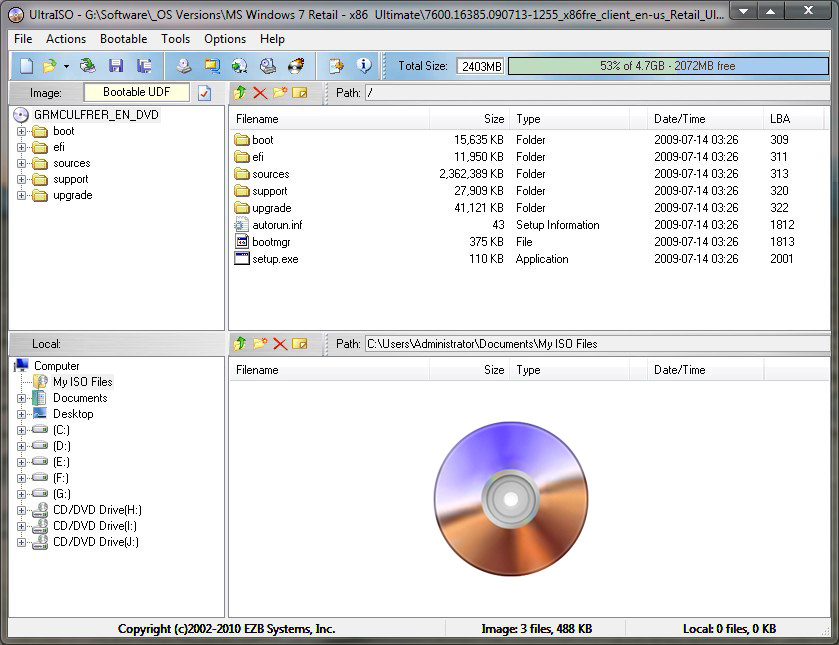 UltraISO - G:\Software\_OS Versions\MS Windows 7 Retail - x86 Ultimate\7600.16385.090713-1255_x86fre_client_en-us_Retail_Ul...
File Actions Bootable Tools Options Help
Total Size: 2403MB 53% of 4.7GB - 2072MB free
Image: Bootable UDF Path: /
GRMCULFRER_EN_DVD
boot
efi
sources
support
upgrade
Filename Size Type Date/Time LBA
boot 15,635 KB Folder 2009-07-14 03:26 309
efi 11,950 KB Folder 2009-07-14 03:26 311
sources 2,362,389 KB Folder 2009-07-14 03:26 313
support 27,909 KB Folder 2009-07-14 03:26 320
upgrade 41,121 KB Folder 2009-07-14 03:26 322
autorun.inf 43 Setup Information 2009-07-14 03:26 1812
bootmgr 375 KB File 2009-07-14 03:26 1813
setup.exe 110 KB Application 2009-07-14 03:26 2001
Local: Path: C:\Users\Administrator\Documents\My ISO Files
Computer
My ISO Files
Documents
Desktop
(C:)
(D:)
(E:)
(F:)
(G:)
CD/DVD Drive(H:)
CD/DVD Drive(I:)
CD/DVD Drive(J:)
Filename Size Type Date/Time
Copyright (c)2002-2010 EZB Systems, Inc. Image: 3 files, 488 KB Local: 0 files, 0 KB